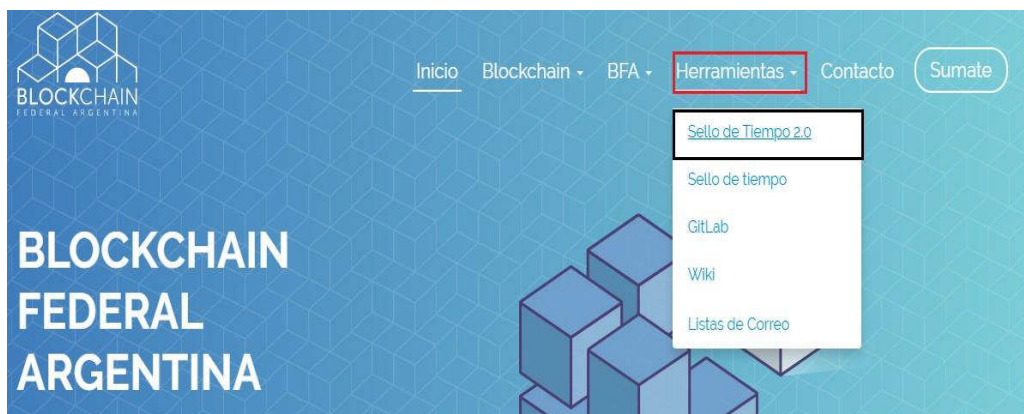 BLOCKCHAIN
FEDERAL ARGENTINA
Inicio Blockchain BFA Herramientas Contacto Sumate
Sello de Tiempo 2.0
Sello de tiempo
GitLab
Wiki
Listas de Correo
BLOCKCHAIN
FEDERAL
ARGENTINA